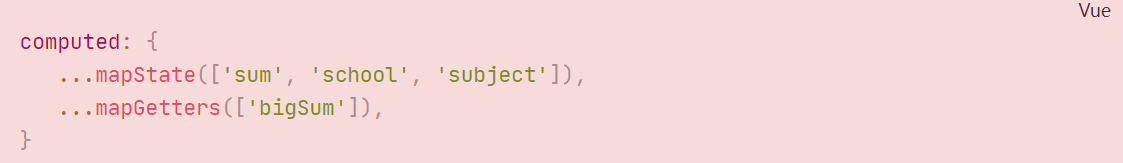 Vue
computed: {
   ...mapState(['sum', 'school', 'subject']),
   ...mapGetters(['bigSum']),
}